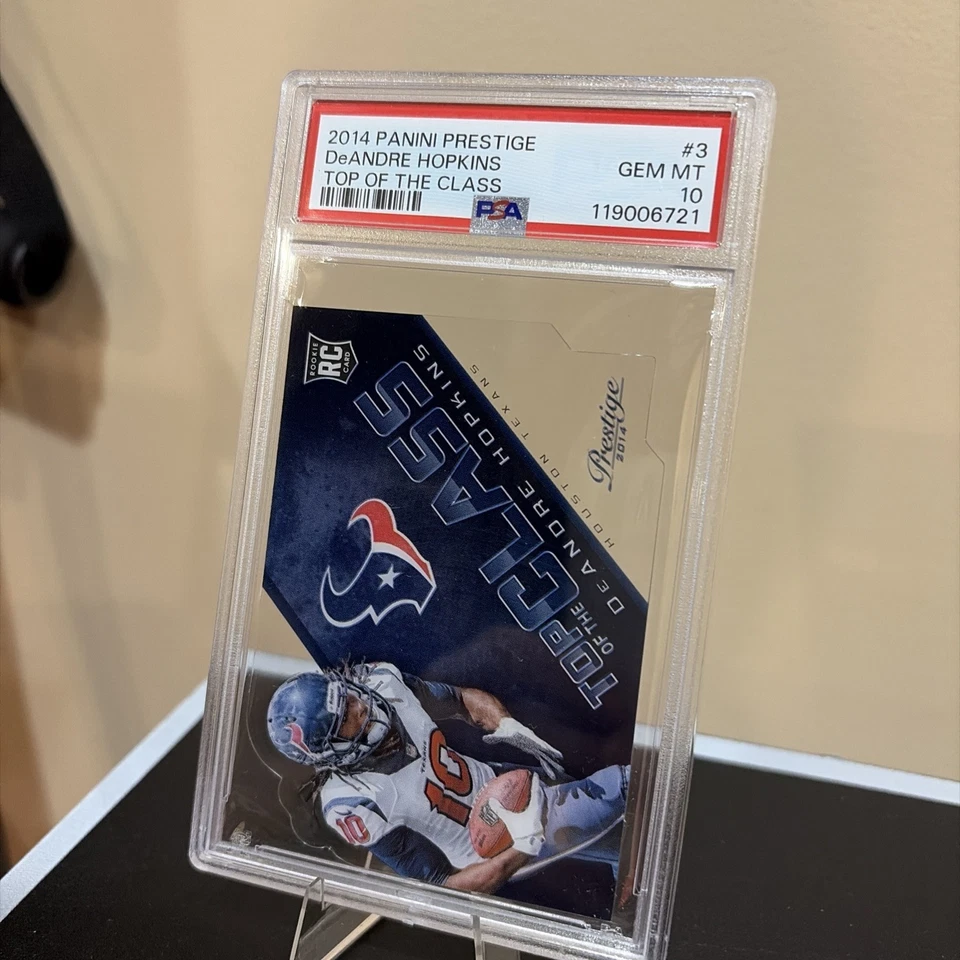 2014 PANINI PRESTIGE
DeANDRE HOPKINS
TOP OF THE CLASS
#3
GEM MT
10
119006721
PSA
ROOKIE
RC
CARD
TOP
OF THE
CLASS
DeANDRE HOPKINS
HOUSTON TEXANS
Prestige
2014
10
10